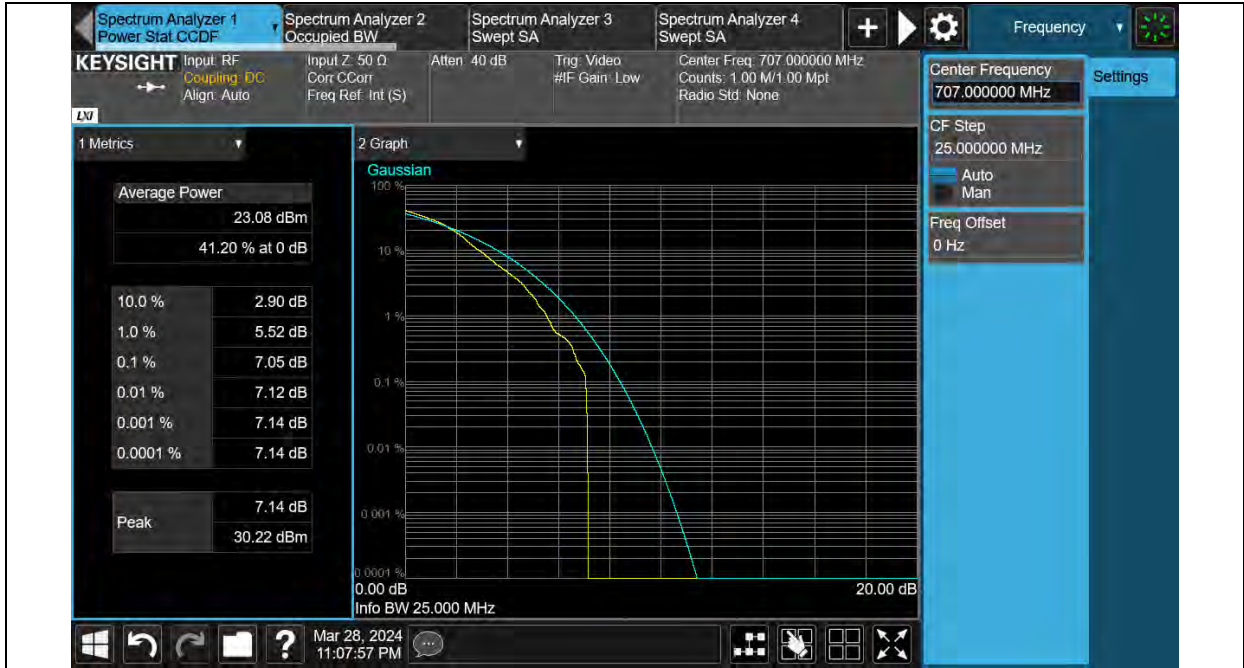 Spectrum Analyzer 1
Power Stat CCDF
Spectrum Analyzer 2
Occupied BW
Spectrum Analyzer 3
Swept SA
Spectrum Analyzer 4
Swept SA
+
Frequency
KEYSIGHT
Input: RF
Coupling: DC
Align: Auto
Input Z: 50 Ω
Corr CCorr
Freq Ref: Int (S)
Atten: 40 dB
Trig: Video
#IF Gain: Low
Center Freq: 707.000000 MHz
Counts: 1.00 M/1.00 Mpt
Radio Std: None
LXI
Center Frequency
707.000000 MHz
Settings
CF Step
25.000000 MHz
Auto
Man
Freq Offset
0 Hz
1 Metrics
Average Power
23.08 dBm
41.20 % at 0 dB
10.0 % 2.90 dB
1.0 % 5.52 dB
0.1 % 7.05 dB
0.01 % 7.12 dB
0.001 % 7.14 dB
0.0001 % 7.14 dB
Peak
7.14 dB
30.22 dBm
2 Graph
Gaussian
100 %
10 %
1 %
0.1 %
0.01 %
0.001 %
0.0001 %
0.00 dB
20.00 dB
Info BW 25.000 MHz
?
Mar 28, 2024
11:07:57 PM